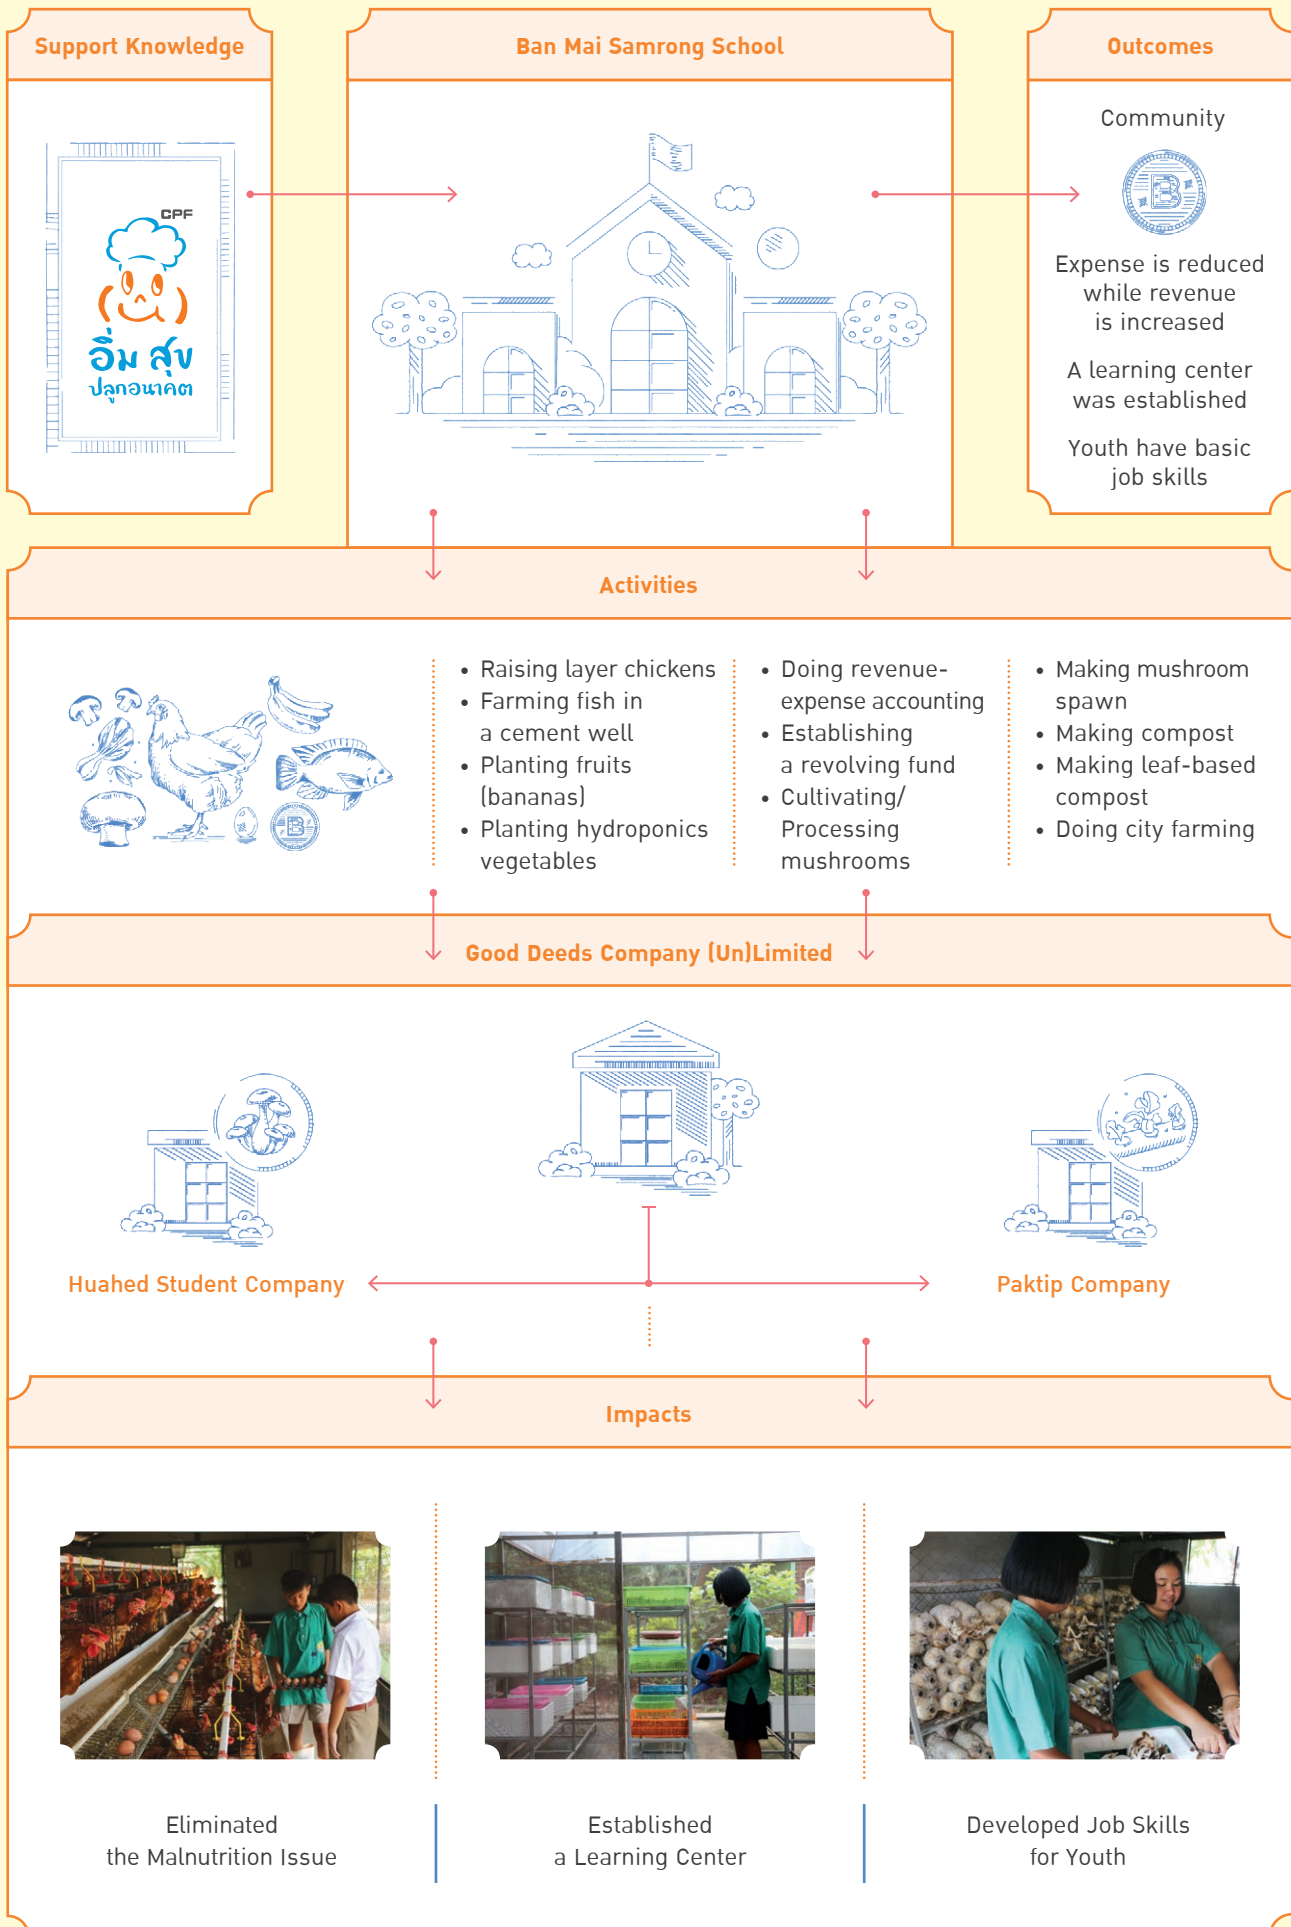 Support Knowledge
CPF
อิ่ม สุข
ปลูกอนาคต
Ban Mai Samrong School
Outcomes
Community
B
Expense is reduced
while revenue
is increased
A learning center
was established
Youth have basic
job skills
Activities
B
• Raising layer chickens
• Farming fish in
a cement well
• Planting fruits
(bananas)
• Planting hydroponics
vegetables
• Doing revenue-
expense accounting
• Establishing
a revolving fund
• Cultivating/
Processing
mushrooms
• Making mushroom
spawn
• Making compost
• Making leaf-based
compost
• Doing city farming
Good Deeds Company (Un)Limited
Huahed Student Company
Paktip Company
Impacts
Eliminated
the Malnutrition Issue
Established
a Learning Center
Developed Job Skills
for Youth